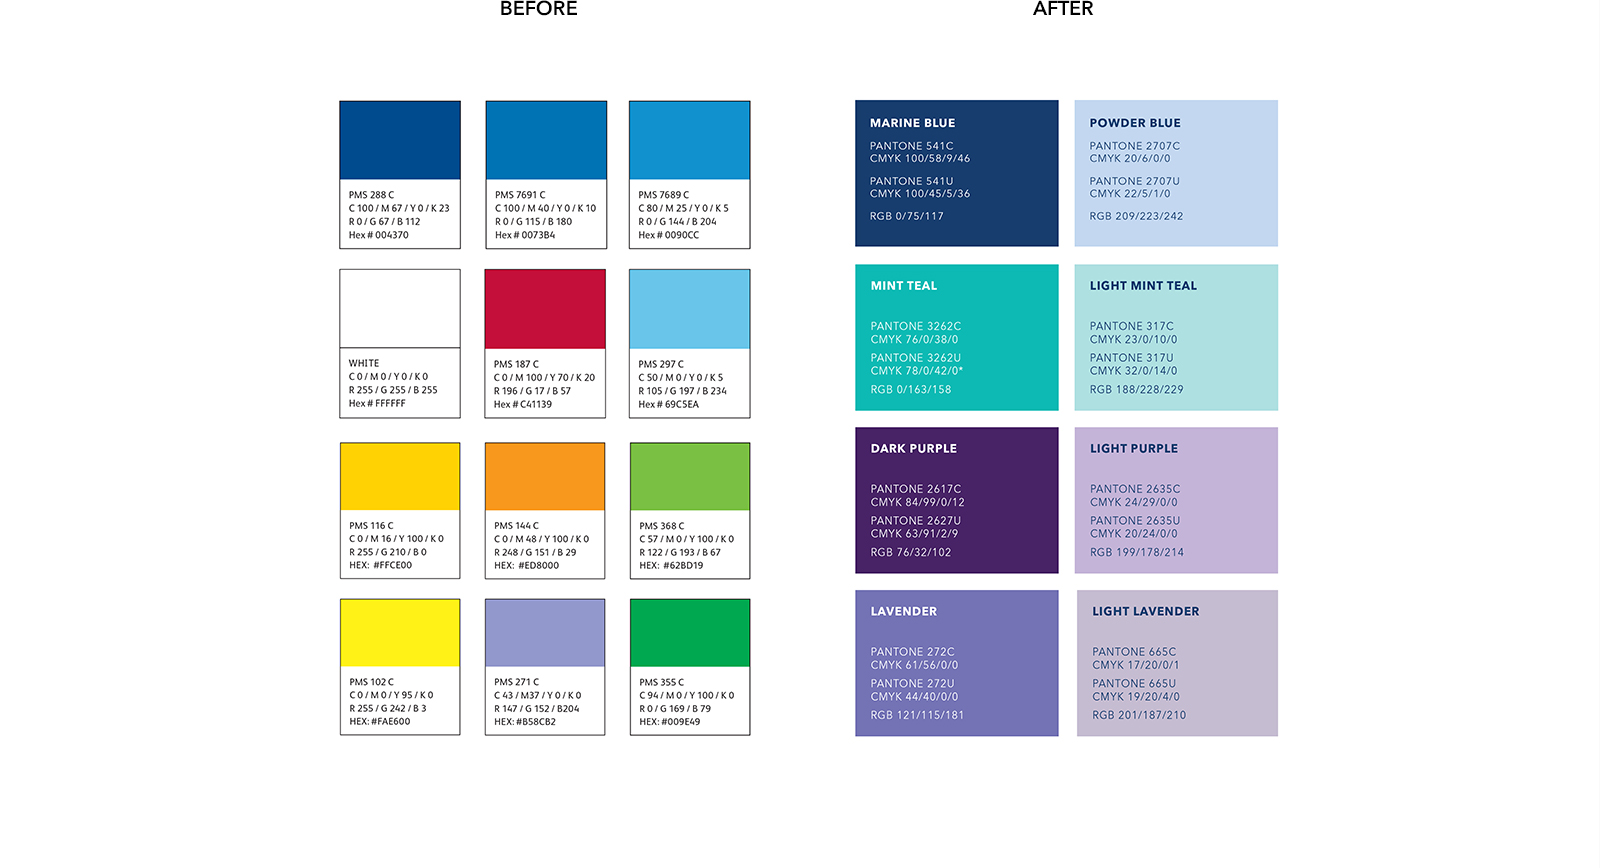 BEFORE
AFTER
PMS 288 C
C 100 / M 67 / Y 0 / K 23
R 0 / G 67 / B 112
Hex # 004370
PMS 7691 C
C 100 / M 40 / Y 0 / K 10
R 0 / G 115 / B 180
Hex # 0073B4
PMS 7689 C
C 80 / M 25 / Y 0 / K 5
R 0 / G 144 / B 204
Hex # 0090CC
WHITE
C 0 / M 0 / Y 0 / K 0
R 255 / G 255 / B 255
Hex # FFFFFF
PMS 187 C
C 0 / M 100 / Y 70 / K 20
R 196 / G 17 / B 57
Hex # C41139
PMS 297 C
C 50 / M 0 / Y 0 / K 5
R 105 / G 197 / B 234
Hex # 69C5EA
PMS 116 C
C 0 / M 16 / Y 100 / K 0
R 255 / G 210 / B 0
HEX: #FFCE00
PMS 144 C
C 0 / M 48 / Y 100 / K 0
R 248 / G 151 / B 29
HEX: #ED8000
PMS 368 C
C 57 / M 0 / Y 100 / K 0
R 122 / G 193 / B 67
HEX: #62BD19
PMS 102 C
C 0 / M 0 / Y 95 / K 0
R 255 / G 242 / B 3
HEX: #FAE600
PMS 271 C
C 43 / M37 / Y 0 / K 0
R 147 / G 152 / B204
HEX: #B58CB2
PMS 355 C
C 94 / M 0 / Y 100 / K 0
R 0 / G 169 / B 79
HEX: #009E49
MARINE BLUE
PANTONE 541C
CMYK 100/58/9/46
PANTONE 541U
CMYK 100/45/5/36
RGB 0/75/117
POWDER BLUE
PANTONE 2707C
CMYK 20/6/0/0
PANTONE 2707U
CMYK 22/5/1/0
RGB 209/223/242
MINT TEAL
PANTONE 3262C
CMYK 76/0/38/0
PANTONE 3262U
CMYK 78/0/42/0*
RGB 0/163/158
LIGHT MINT TEAL
PANTONE 317C
CMYK 23/0/10/0
PANTONE 317U
CMYK 32/0/14/0
RGB 188/228/229
DARK PURPLE
PANTONE 2617C
CMYK 84/99/0/12
PANTONE 2627U
CMYK 63/91/2/9
RGB 76/32/102
LIGHT PURPLE
PANTONE 2635C
CMYK 24/29/0/0
PANTONE 2635U
CMYK 20/24/0/0
RGB 199/178/214
LAVENDER
PANTONE 272C
CMYK 61/56/0/0
PANTONE 272U
CMYK 44/40/0/0
RGB 121/115/181
LIGHT LAVENDER
PANTONE 665C
CMYK 17/20/0/1
PANTONE 665U
CMYK 19/20/4/0
RGB 201/187/210